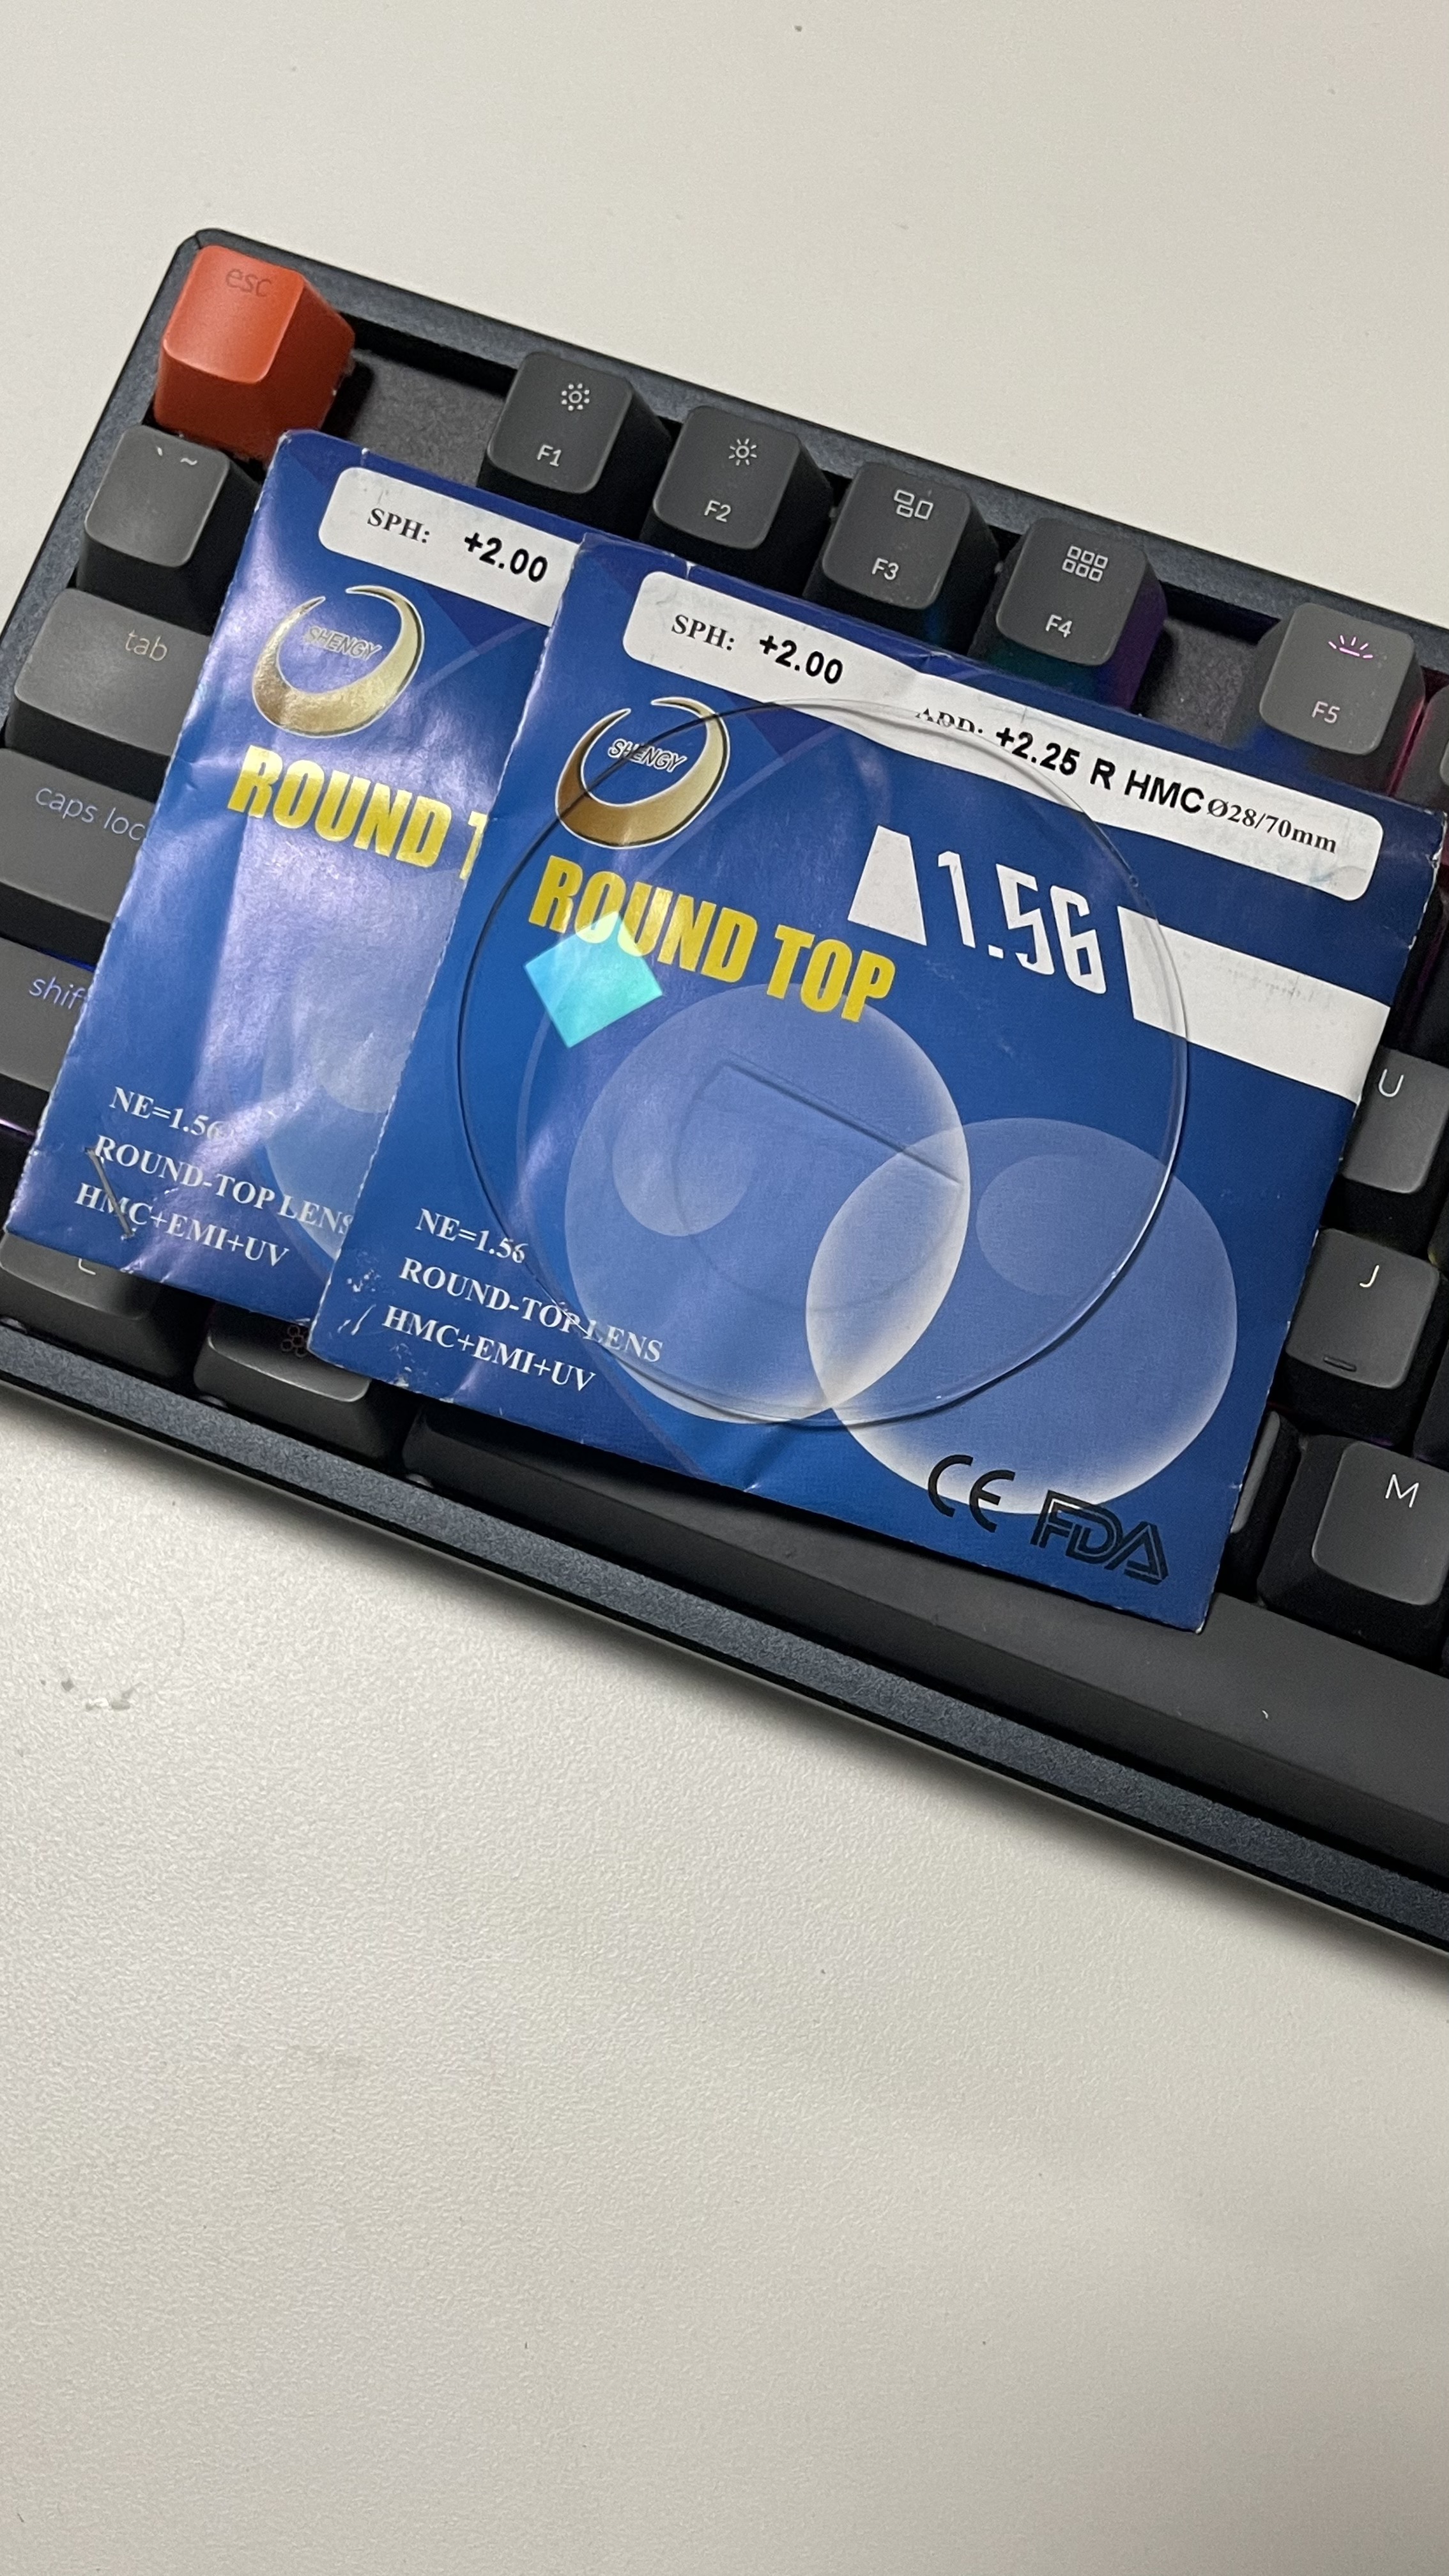 esc
F1
F2
F3
F4
F5
` ~
tab
caps loc
shif
U
J
M
SPH: +2.00
SHENGY
ROUND T
NE=1.56
ROUND-TOP LENS
HMC+EMI+UV
SPH: +2.00 ADD: +2.25 R HMC Ø28/70mm
SHENGY
1.56
ROUND TOP
NE=1.56
ROUND-TOP LENS
HMC+EMI+UV
CE FDA